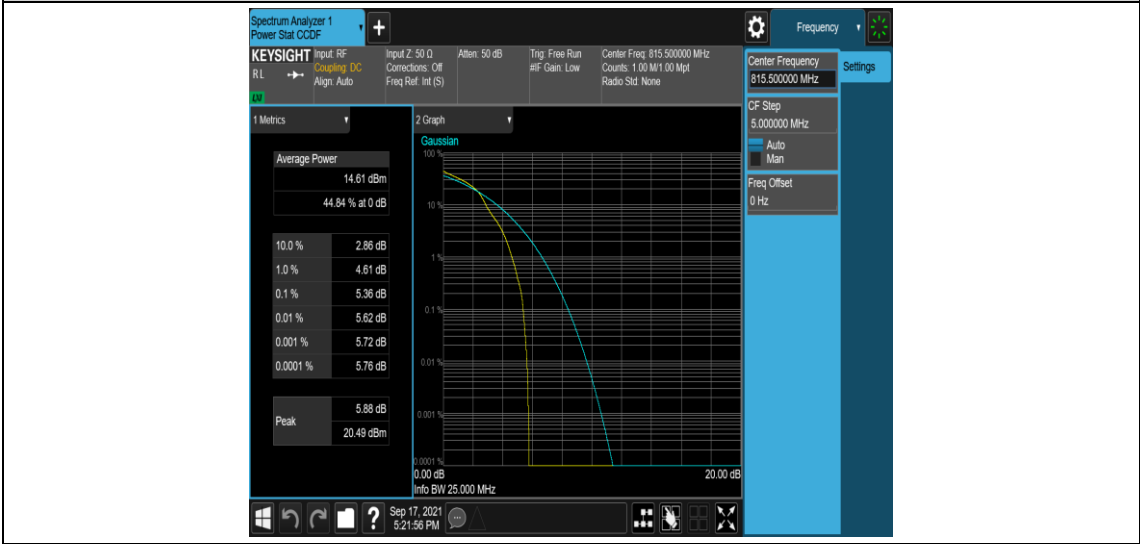 Spectrum Analyzer 1
Power Stat CCDF
+
Frequency
KEYSIGHT
Input: RF
Input Z: 50 Ω
Atten: 50 dB
Trig: Free Run
Center Freq: 815.500000 MHz
R L
Coupling: DC
Corrections: Off
#IF Gain: Low
Counts: 1.00 M/1.00 Mpt
Align: Auto
Freq Ref: Int (S)
Radio Std: None
Center Frequency
815.500000 MHz
Settings
CF Step
5.000000 MHz
Auto
Man
Freq Offset
0 Hz
1 Metrics
Average Power
14.61 dBm
44.84 % at 0 dB
10.0 % 2.86 dB
1.0 % 4.61 dB
0.1 % 5.36 dB
0.01 % 5.62 dB
0.001 % 5.72 dB
0.0001 % 5.76 dB
Peak
5.88 dB
20.49 dBm
2 Graph
Gaussian
100 %
10 %
1 %
0.1 %
0.01 %
0.001 %
0.0001 %
0.00 dB
20.00 dB
Info BW 25.000 MHz
?
Sep 17, 2021
5:21:56 PM